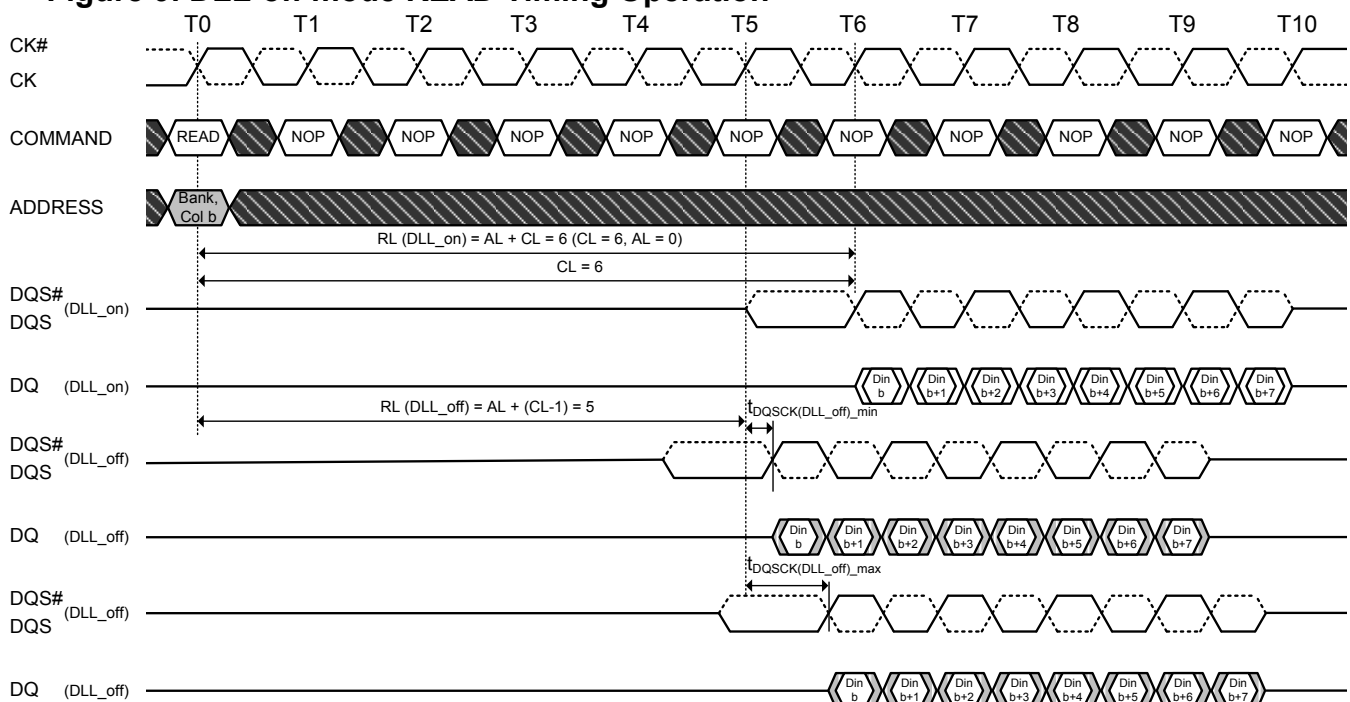 Figure 6. DLL-off mode READ Timing Operation
T0 T1 T2 T3 T4 T5 T6 T7 T8 T9 T10
CK#
CK
COMMAND READ NOP NOP NOP NOP NOP NOP NOP NOP NOP NOP
ADDRESS Bank, Col b
RL (DLL_on) = AL + CL = 6 (CL = 6, AL = 0)
CL = 6
DQS# (DLL_on)
DQS
DQ (DLL_on) Din b Din b+1 Din b+2 Din b+3 Din b+4 Din b+5 Din b+6 Din b+7
RL (DLL_off) = AL + (CL-1) = 5
tDQSCK(DLL_off)_min
DQS# (DLL_off)
DQS
DQ (DLL_off) Din b Din b+1 Din b+2 Din b+3 Din b+4 Din b+5 Din b+6 Din b+7
tDQSCK(DLL_off)_max
DQS# (DLL_off)
DQS
DQ (DLL_off) Din b Din b+1 Din b+2 Din b+3 Din b+4 Din b+5 Din b+6 Din b+7